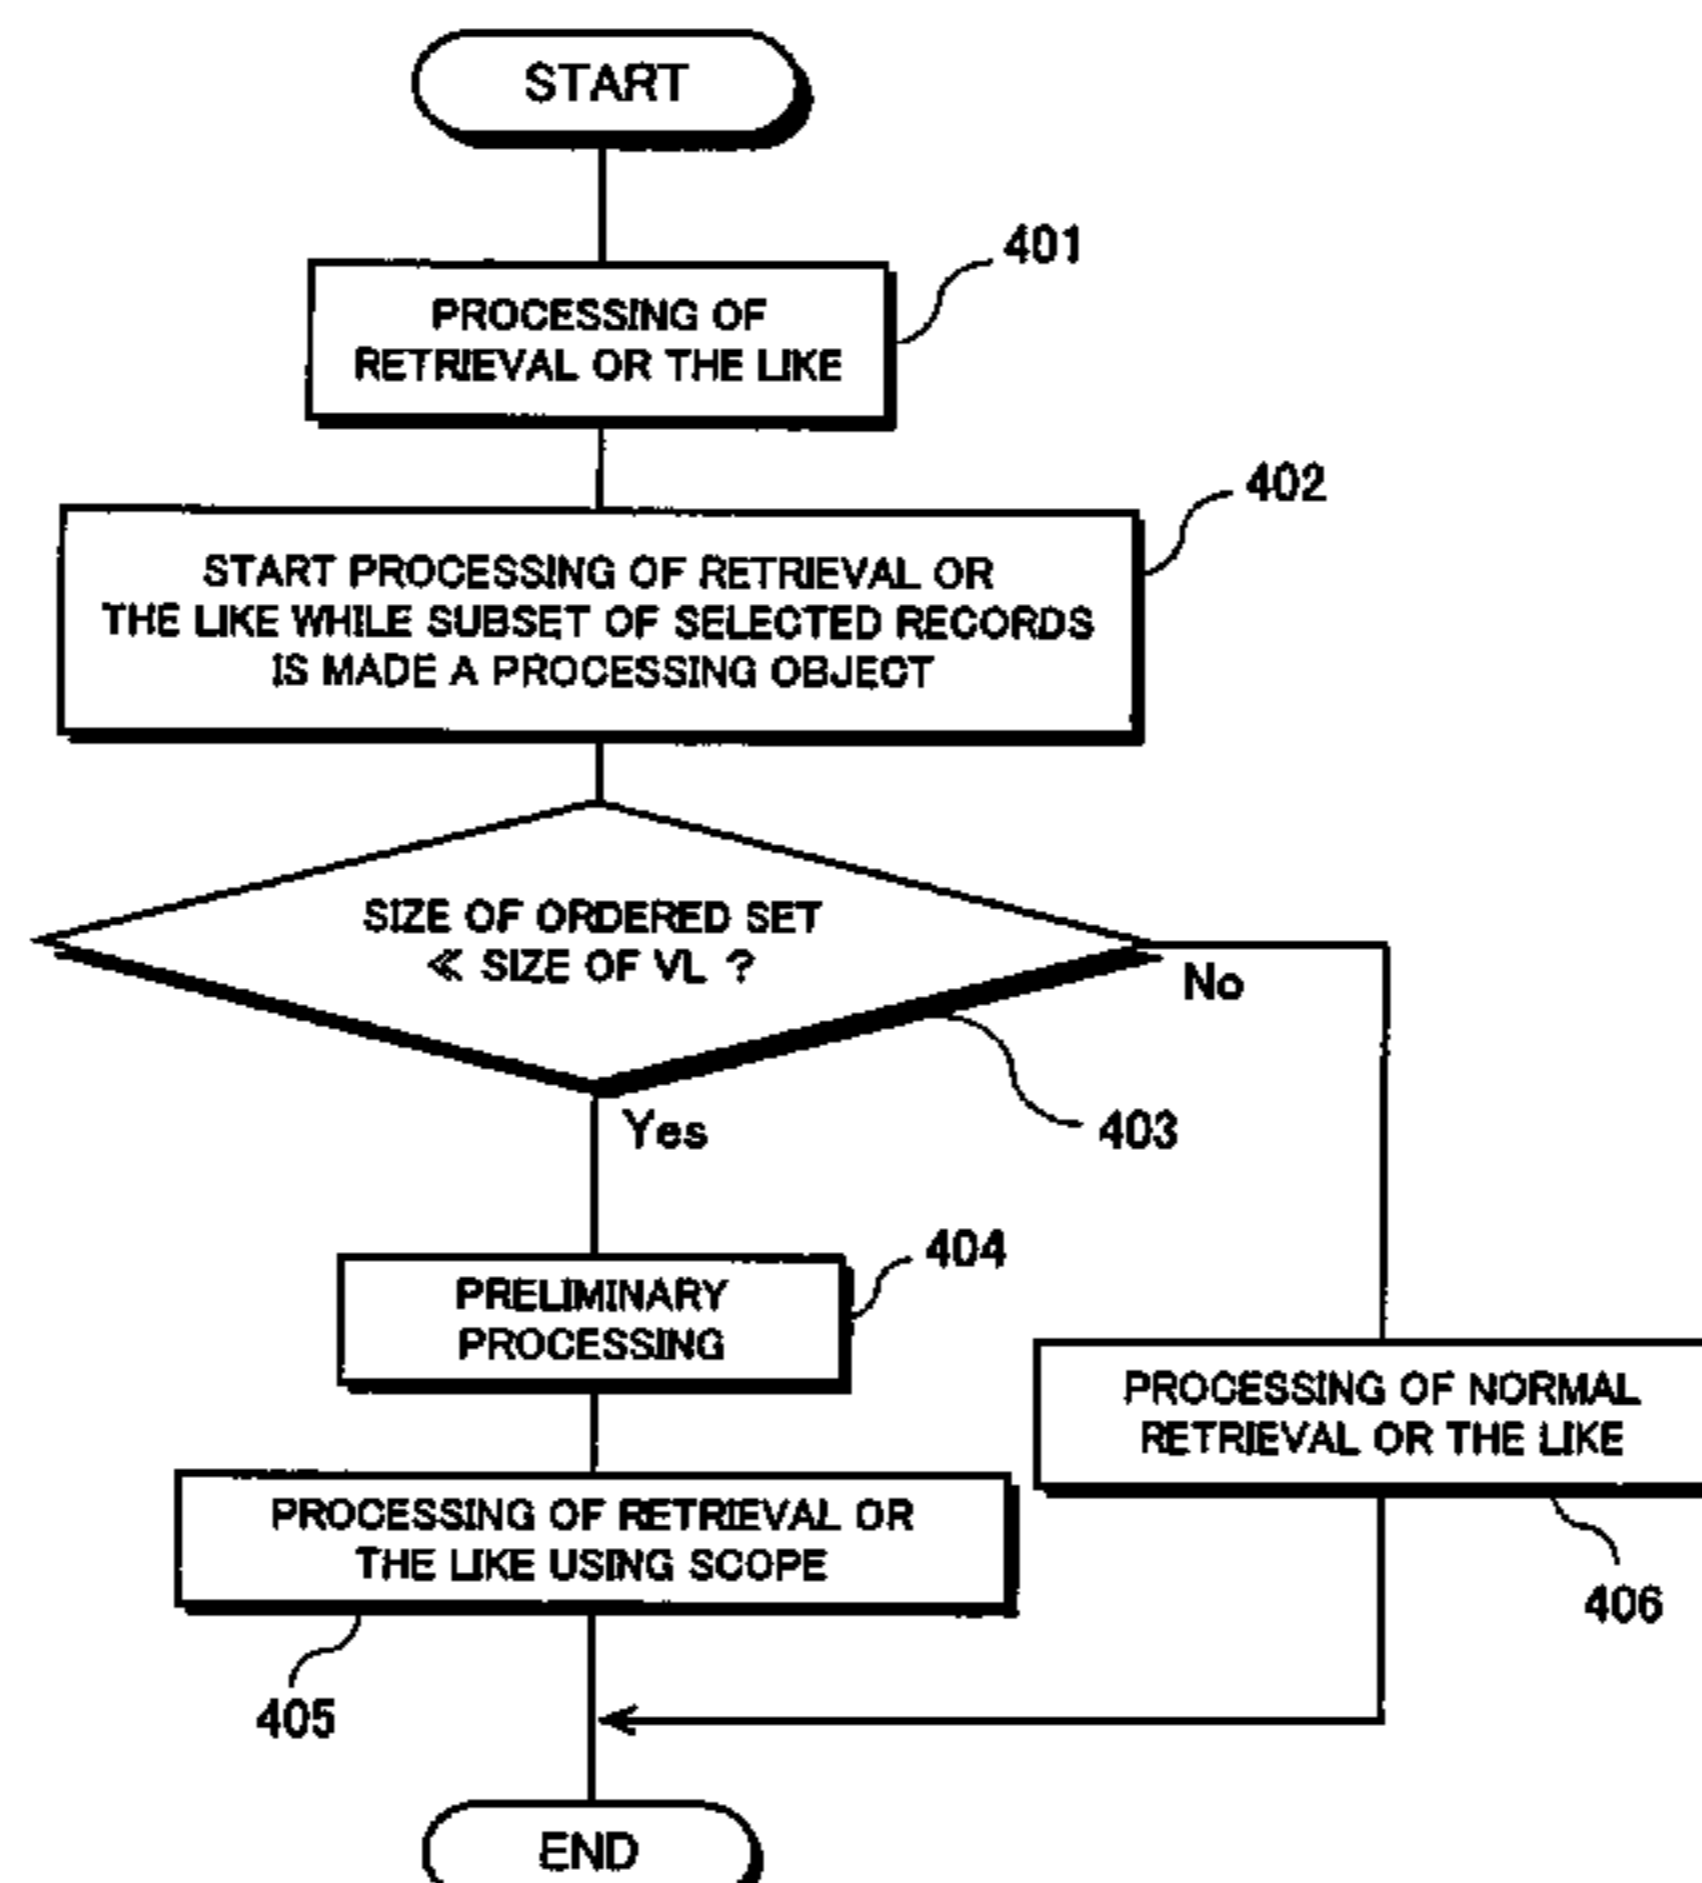 START
401
PROCESSING OF
RETRIEVAL OR THE LIKE
402
START PROCESSING OF RETRIEVAL OR
THE LIKE WHILE SUBSET OF SELECTED RECORDS
IS MADE A PROCESSING OBJECT
SIZE OF ORDERED SET
≪ SIZE OF VL ?
No
403
Yes
404
PRELIMINARY
PROCESSING
PROCESSING OF NORMAL
RETRIEVAL OR THE LIKE
PROCESSING OF RETRIEVAL OR
THE LIKE USING SCOPE
406
405
END